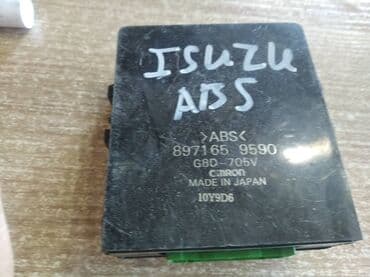 ISUZU
ABS
>ABS<
897165 9590
G8D-705V
OMRON
MADE IN JAPAN
10Y9D6